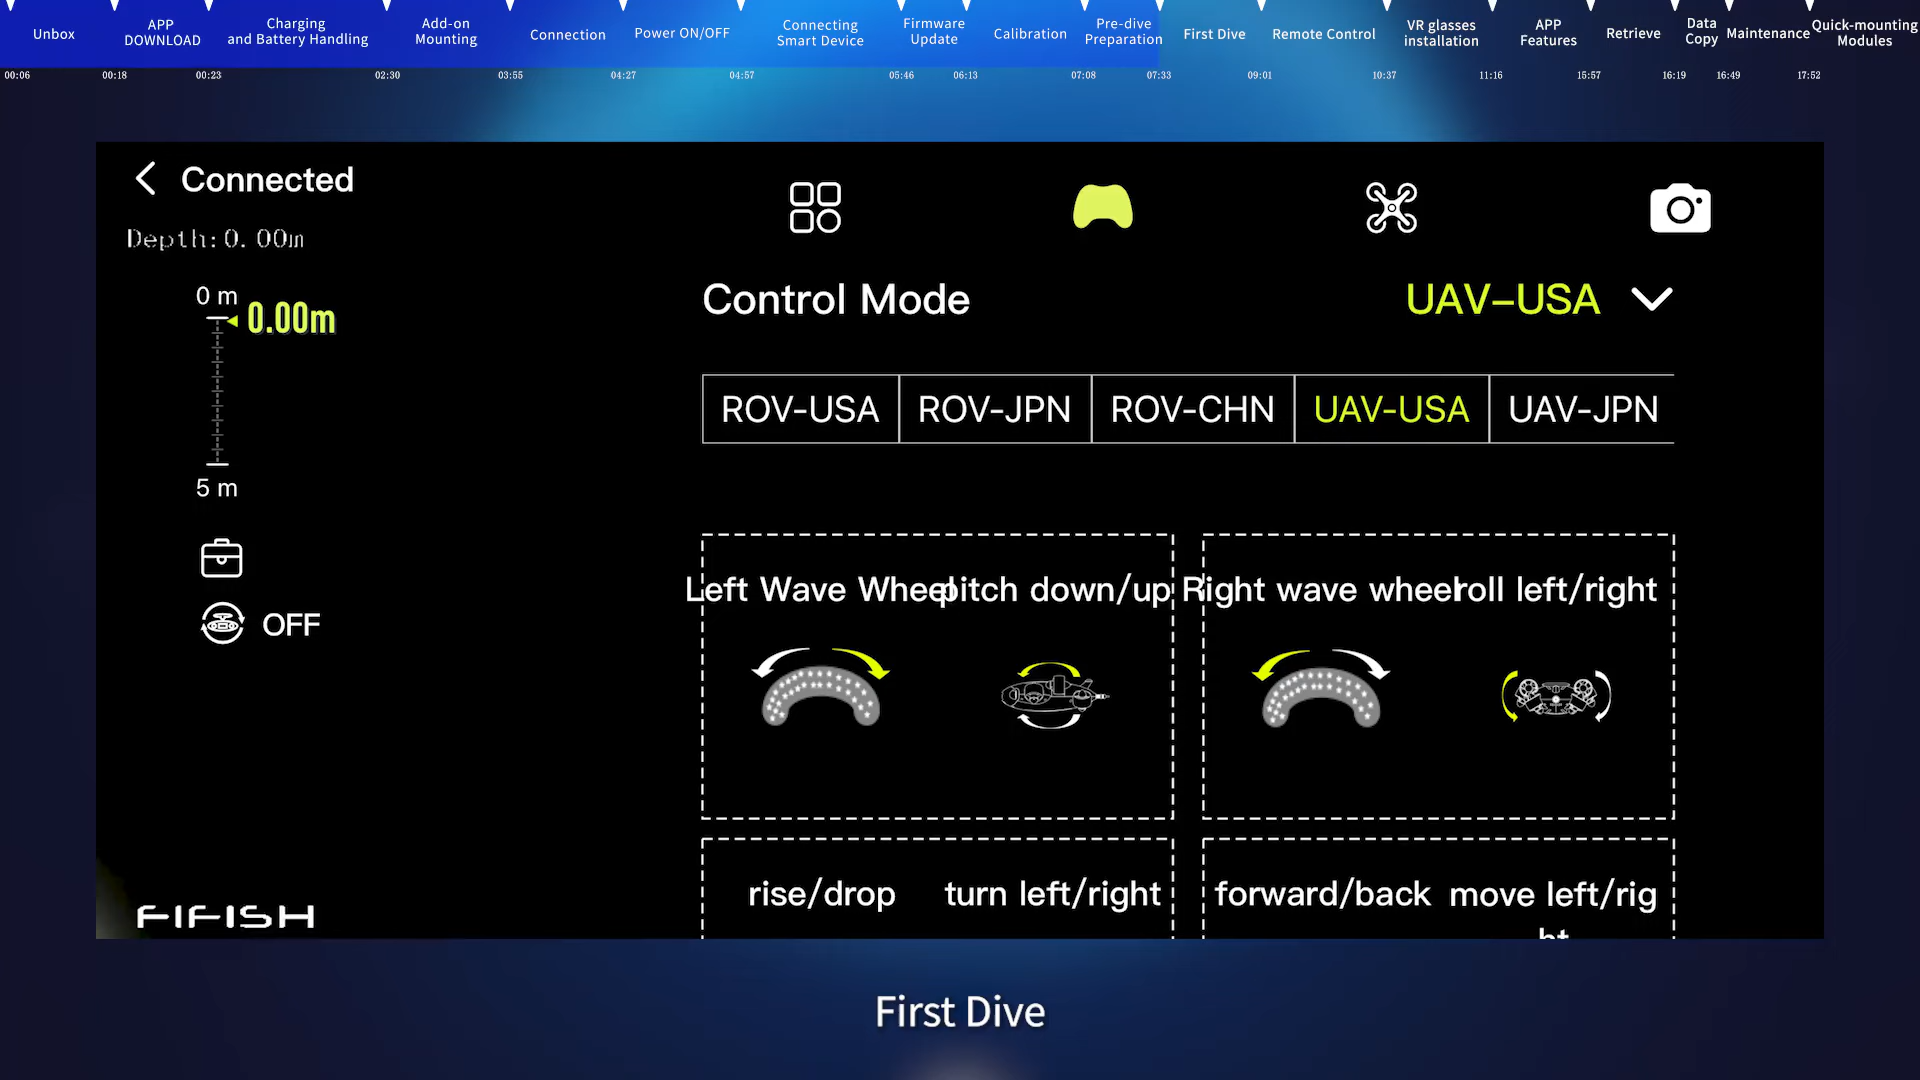 Unbox
APP
DOWNLOAD
Charging
and Battery Handling
Add-on
Mounting
Connection
Power ON/OFF
Connecting
Smart Device
Firmware
Update
Calibration
Pre-dive
Preparation
First Dive
Remote Control
VR glasses
installation
APP
Features
Retrieve
Data
Copy
Maintenance
Quick-mounting
Modules
00:06 00:18 00:23 02:30 03:55 04:27 04:57 05:46 06:13 07:08 07:33 09:01 10:37 11:16 15:57 16:19 16:49 17:52
Connected
Depth:0.00m
0 m
0.00m
5 m
OFF
FIFISH
Control Mode UAV-USA
ROV-USA ROV-JPN ROV-CHN UAV-USA UAV-JPN
Left Wave Wheel pitch down/up Right wave wheel roll left/right
rise/drop turn left/right forward/back move left/rig
ht
First Dive